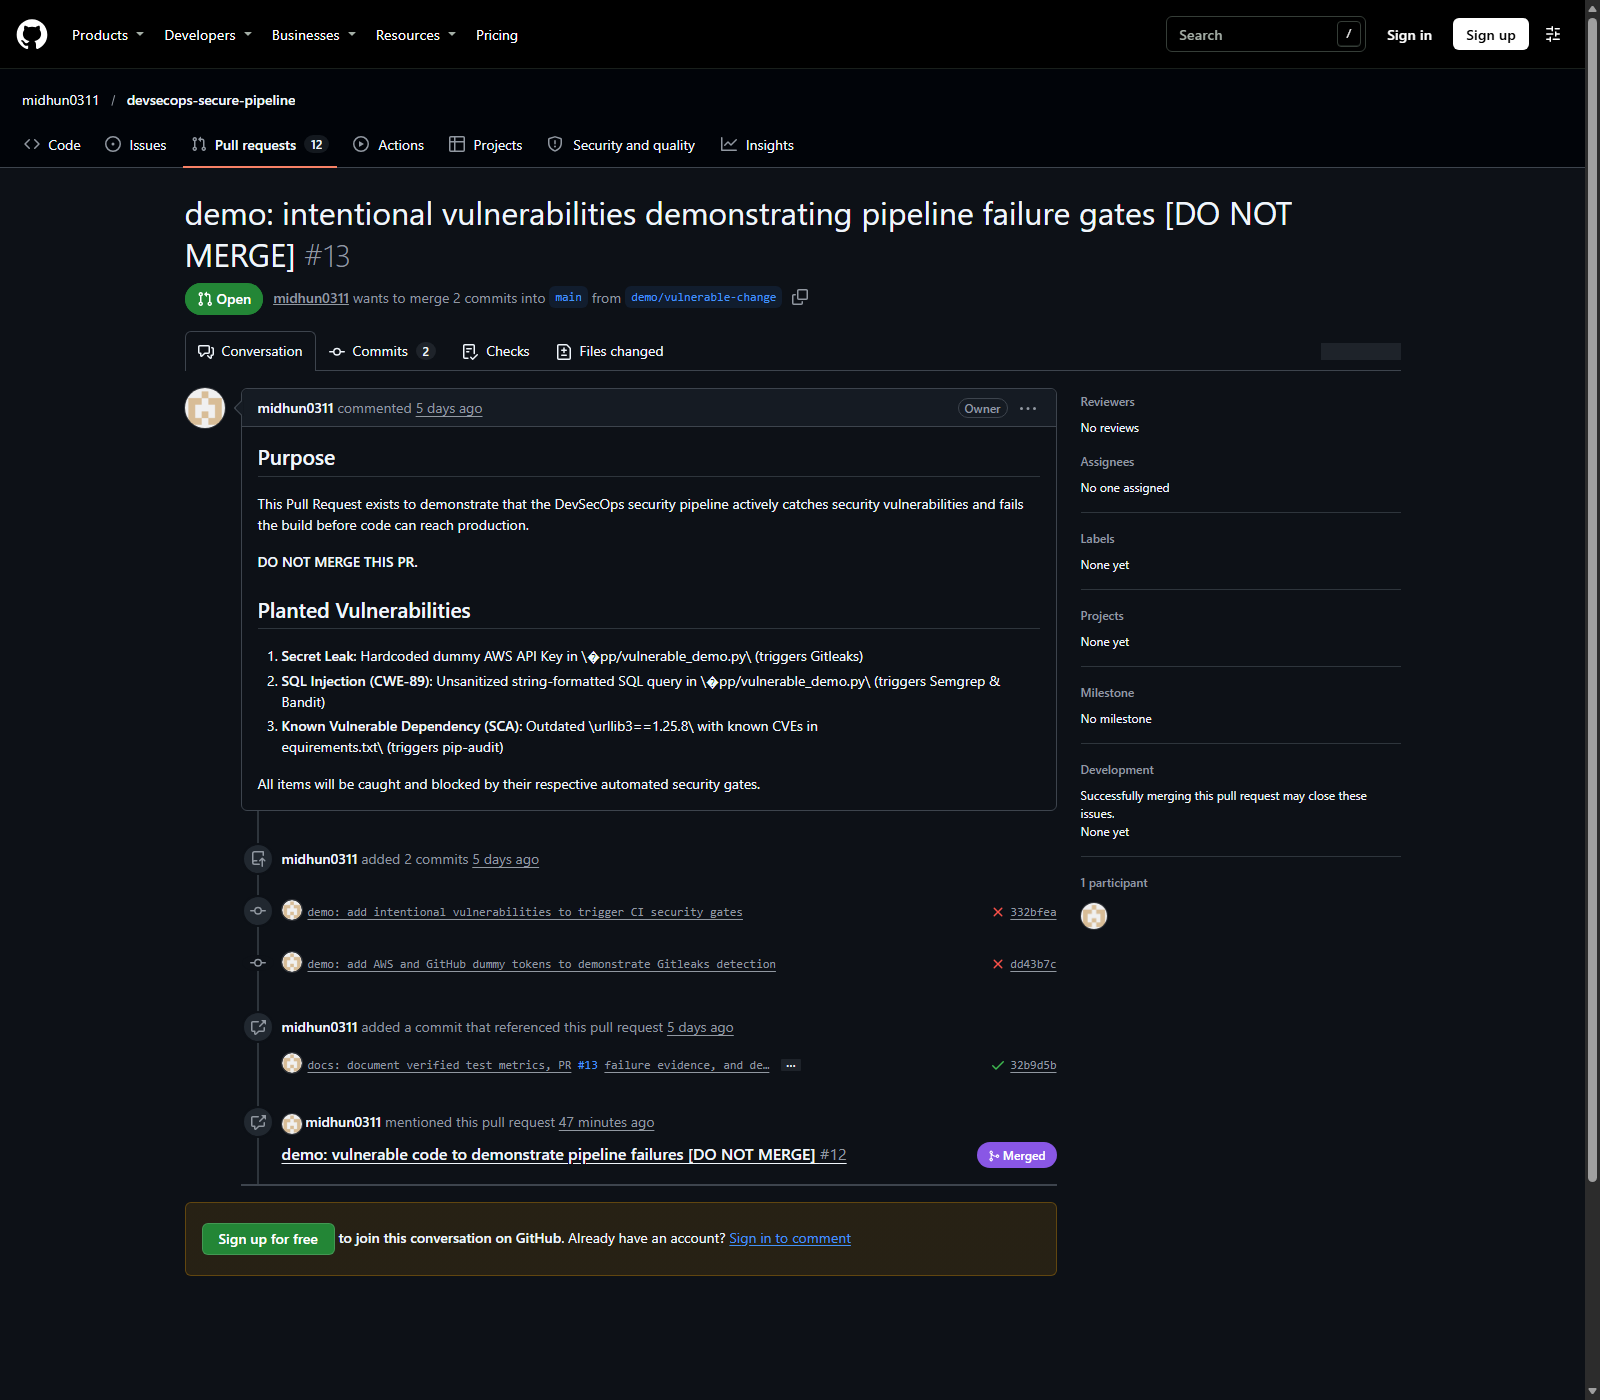 Products Developers Businesses Resources Pricing Search / Sign in Sign up
midhun0311 / devsecops-secure-pipeline
Code Issues Pull requests 12 Actions Projects Security and quality Insights
demo: intentional vulnerabilities demonstrating pipeline failure gates [DO NOT
MERGE] #13
Open midhun0311 wants to merge 2 commits into main from demo/vulnerable-change
Conversation Commits 2 Checks Files changed
midhun0311 commented 5 days ago Owner
Purpose
This Pull Request exists to demonstrate that the DevSecOps security pipeline actively catches security vulnerabilities and fails
the build before code can reach production.
DO NOT MERGE THIS PR.
Planted Vulnerabilities
1. Secret Leak: Hardcoded dummy AWS API Key in \�pp/vulnerable_demo.py\ (triggers Gitleaks)
2. SQL Injection (CWE-89): Unsanitized string-formatted SQL query in \�pp/vulnerable_demo.py\ (triggers Semgrep &
Bandit)
3. Known Vulnerable Dependency (SCA): Outdated \urllib3==1.25.8\ with known CVEs in
equirements.txt\ (triggers pip-audit)
All items will be caught and blocked by their respective automated security gates.
midhun0311 added 2 commits 5 days ago
demo: add intentional vulnerabilities to trigger CI security gates 332bfea
demo: add AWS and GitHub dummy tokens to demonstrate Gitleaks detection dd43b7c
midhun0311 added a commit that referenced this pull request 5 days ago
docs: document verified test metrics, PR #13 failure evidence, and de… … 32b9d5b
midhun0311 mentioned this pull request 47 minutes ago
demo: vulnerable code to demonstrate pipeline failures [DO NOT MERGE] #12 Merged
Sign up for free to join this conversation on GitHub. Already have an account? Sign in to comment
Reviewers
No reviews
Assignees
No one assigned
Labels
None yet
Projects
None yet
Milestone
No milestone
Development
Successfully merging this pull request may close these
issues.
None yet
1 participant